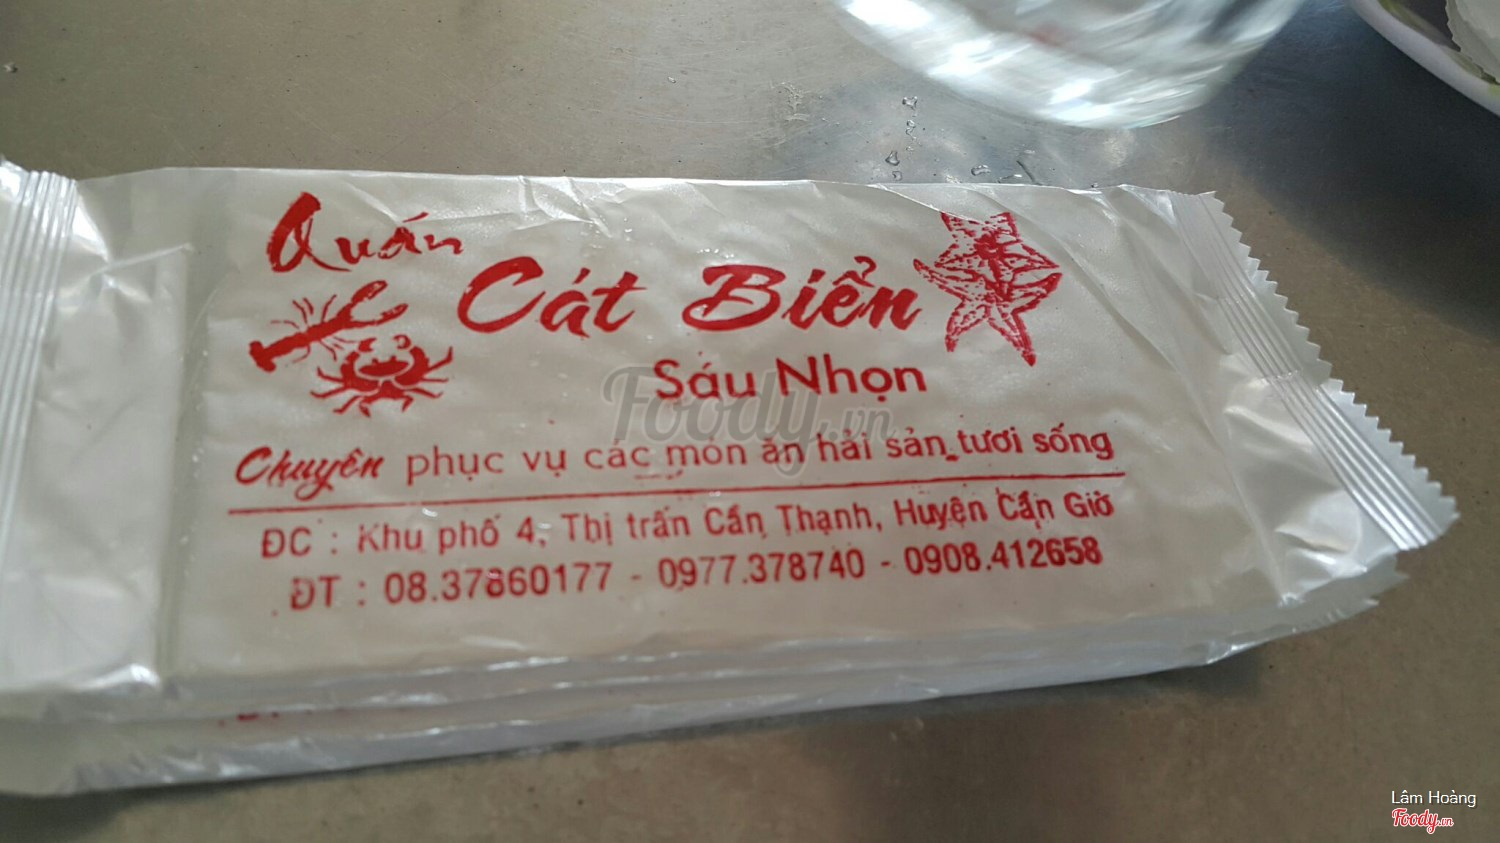 Quán
Cát Biển
Sáu Nhọn
Foody.vn
Chuyên phục vụ các món ăn hải sản tươi sống
ĐC : Khu phố 4, Thị trấn Cần Thạnh, Huyện Cần Giờ
ĐT : 08.37860177 - 0977.378740 - 0908.412658
Lâm Hoàng
Foody.vn